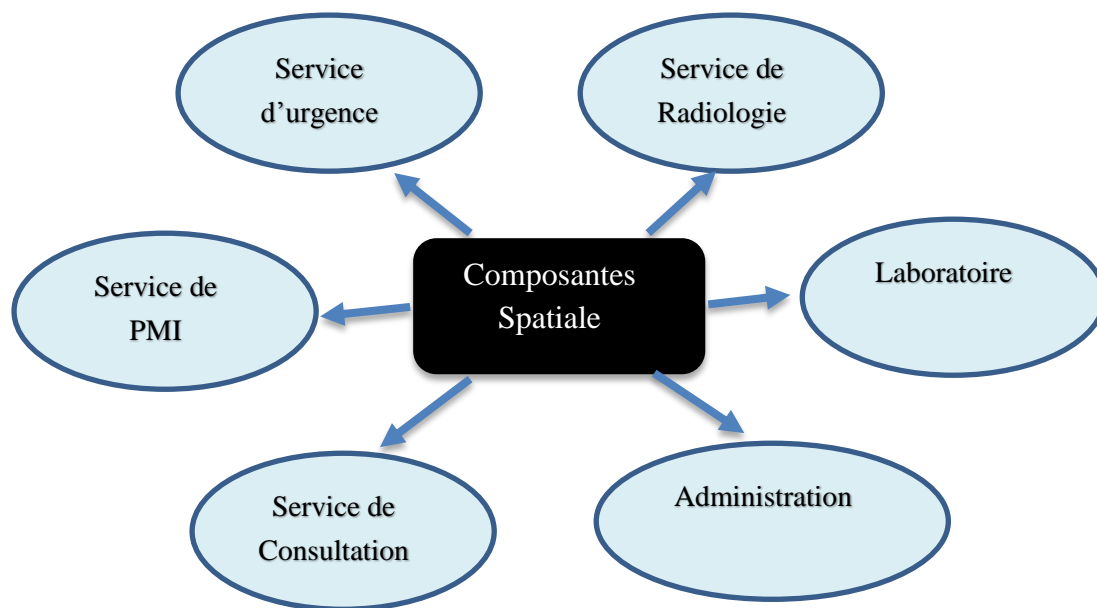 Service
d’urgence
Service de
Radiologie
Composantes
Spatiale
Laboratoire
Service de
PMI
Service de
Consultation
Administration